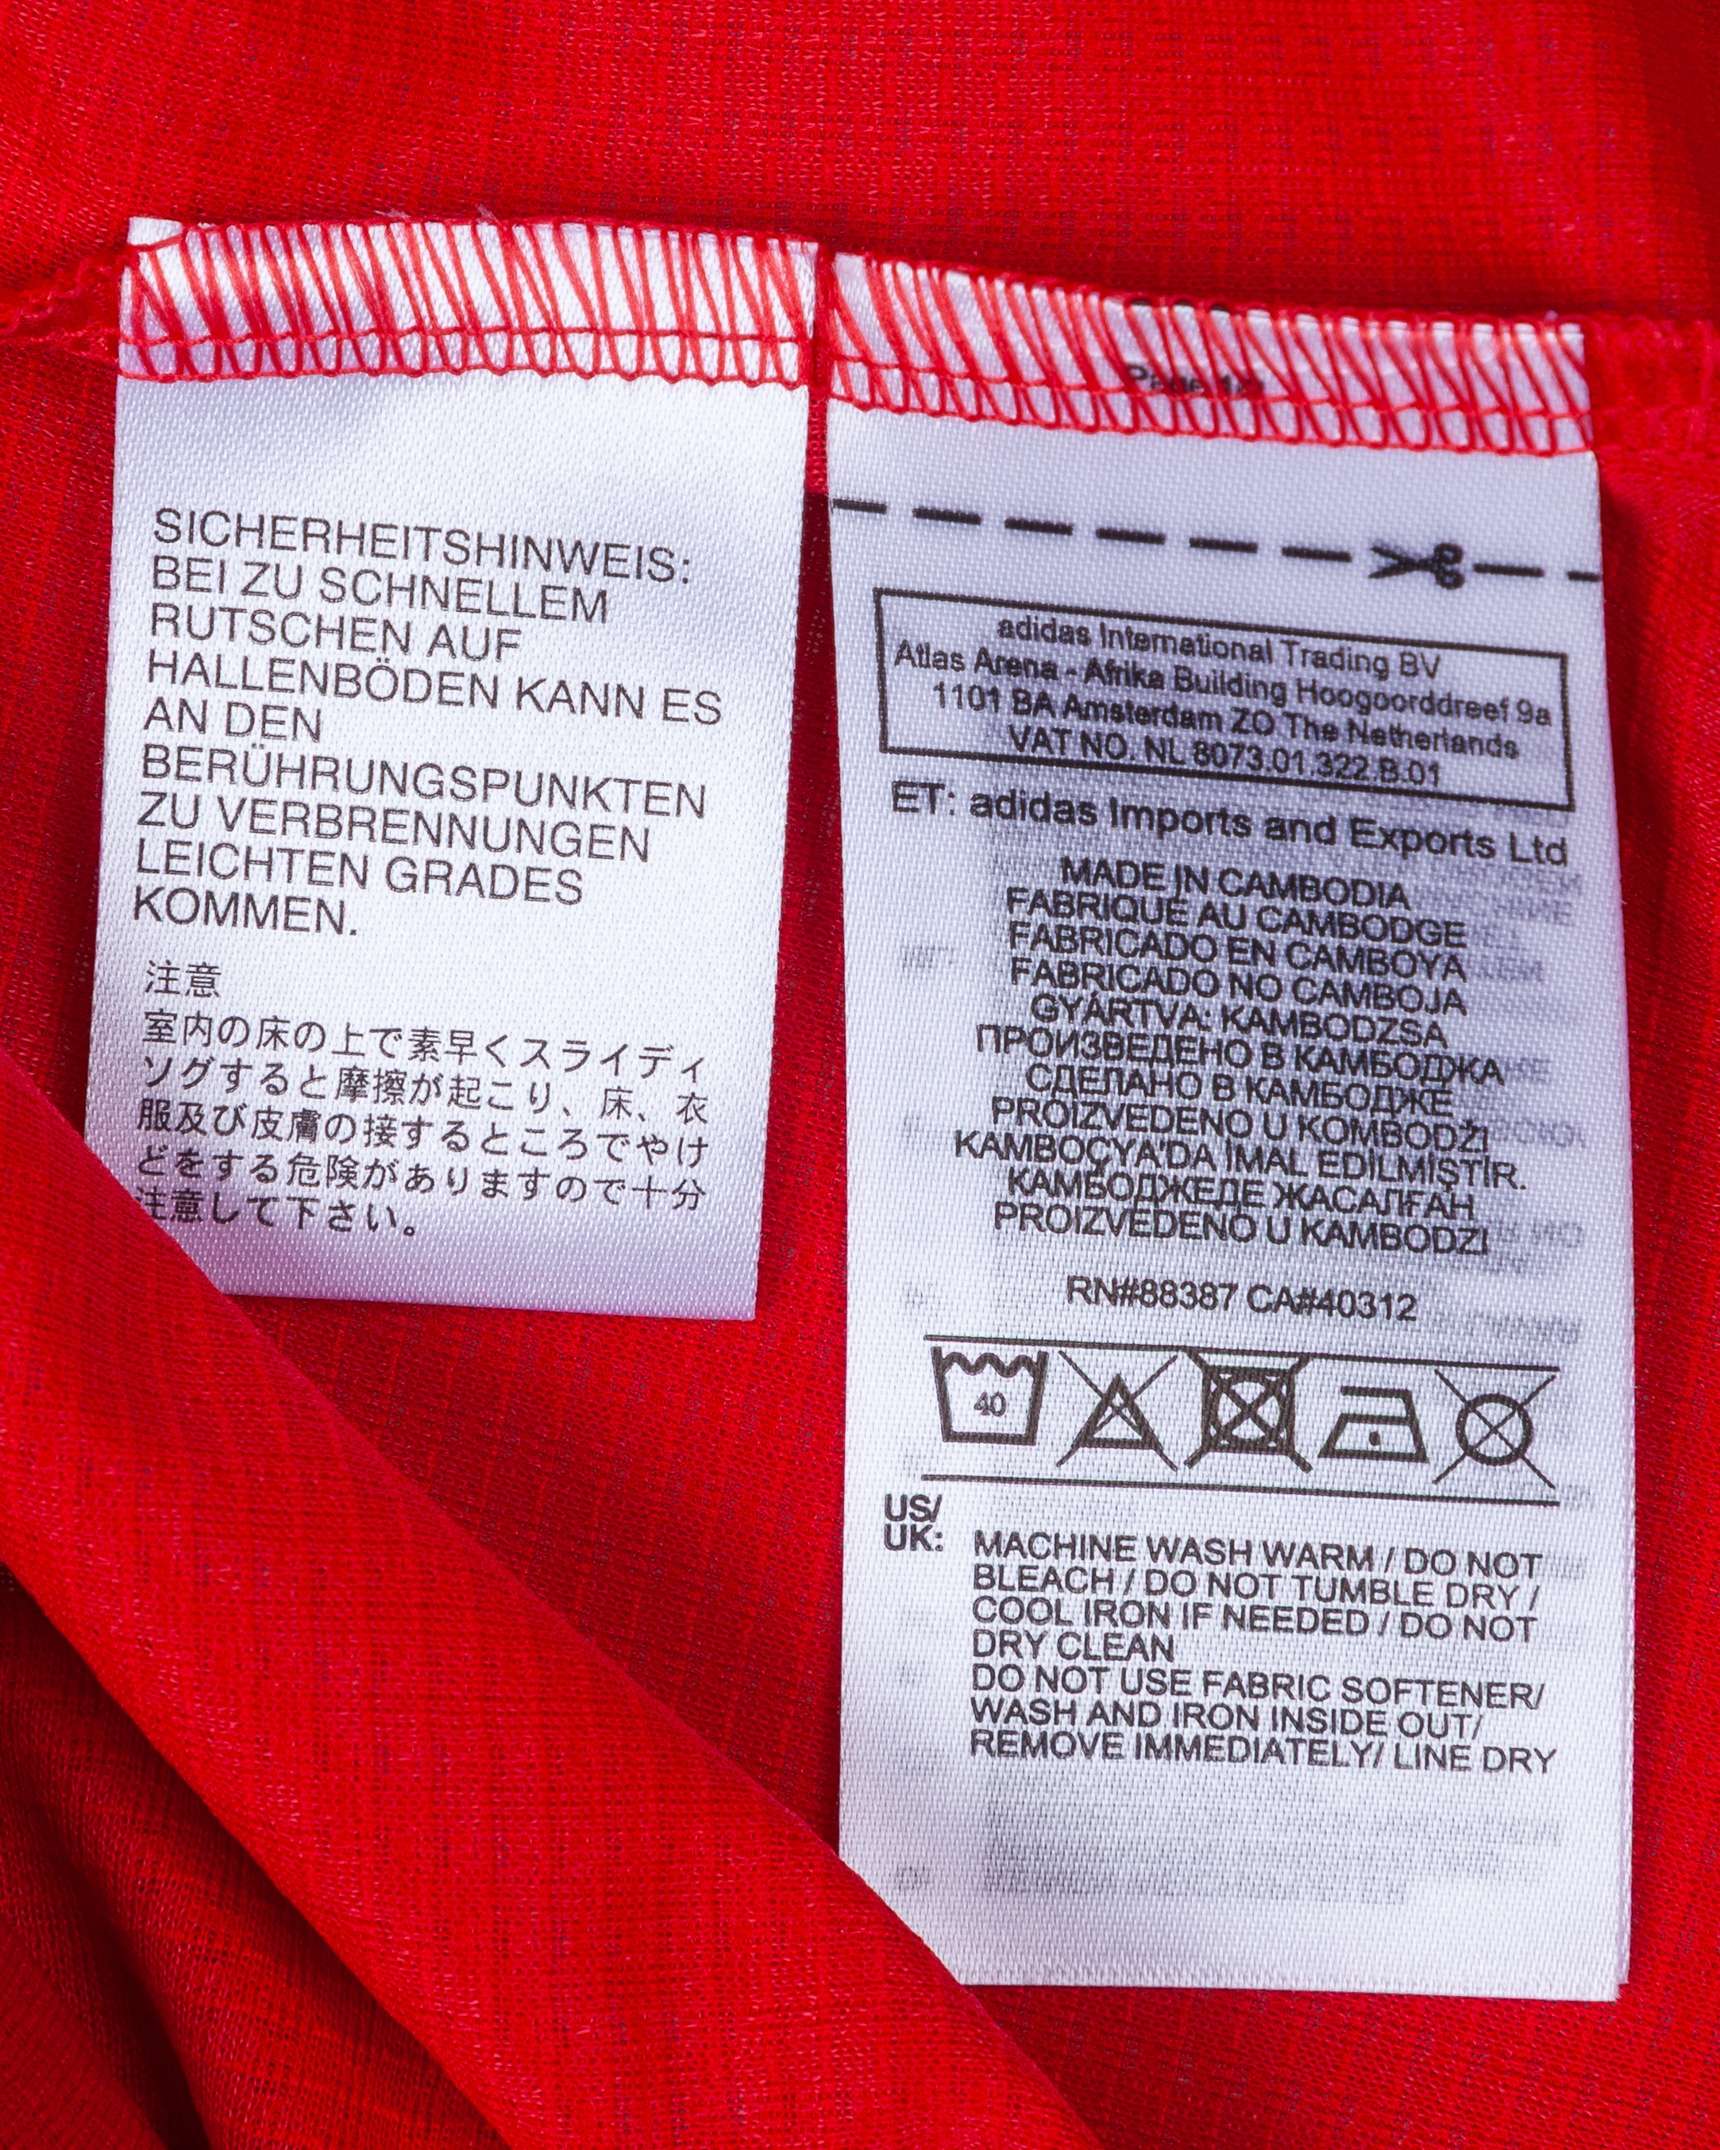 SICHERHEITSHINWEIS:
BEI ZU SCHNELLEM
RUTSCHEN AUF
HALLENBÖDEN KANN ES
AN DEN
BERÜHRUNGSPUNKTEN
ZU VERBRENNUNGEN
LEICHTEN GRADES
KOMMEN.
注意
室内の床の上で素早くスライディ
ングすると摩擦が起こり、床、衣
服及び皮膚の接するところでやけ
どをする危険がありますので十分
注意して下さい。
adidas International Trading BV
Atlas Arena - Afrika Building Hoogoorddreef 9a
1101 BA Amsterdam ZO The Netherlands
VAT NO. NL 8073.01.322.B.01
ET: adidas Imports and Exports Ltd
MADE IN CAMBODIA
FABRIQUÉ AU CAMBODGE
FABRICADO EN CAMBOYA
FABRICADO NO CAMBOJA
GYÁRTVA: KAMBODZSA
ПРОИЗВЕДЕНО В КАМБОДЖА
СДЕЛАНО В КАМБОДЖЕ
PROIZVEDENO U KOMBODŽI
KAMBOÇYA'DA İMAL EDİLMİŞTİR.
КАМБОДЖЕДЕ ЖАСАЛҒАН
PROIZVEDENO U KAMBODZI
RN#88387 CA#40312
40
US/
UK: MACHINE WASH WARM / DO NOT
BLEACH / DO NOT TUMBLE DRY /
COOL IRON IF NEEDED / DO NOT
DRY CLEAN
DO NOT USE FABRIC SOFTENER/
WASH AND IRON INSIDE OUT/
REMOVE IMMEDIATELY/ LINE DRY